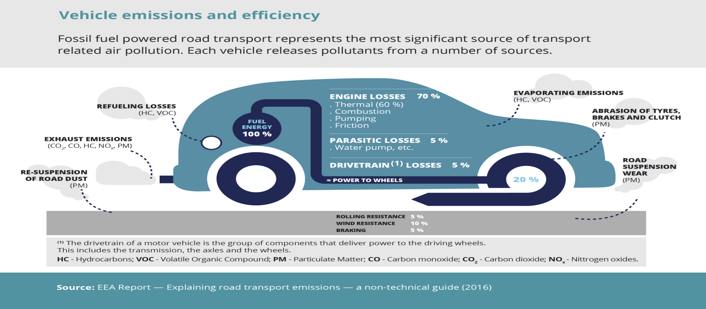 Vehicle emissions and efficiency
Fossil fuel powered road transport represents the most significant source of transport
related air pollution. Each vehicle releases pollutants from a number of sources.
REFUELING LOSSES
(HC, VOC)
EXHAUST EMISSIONS
(CO₂, CO, HC, NOₓ, PM)
RE-SUSPENSION
OF ROAD DUST
(PM)
FUEL
ENERGY
100 %
ENGINE LOSSES 70 %
. Thermal (60 %)
. Combustion
. Pumping
. Friction
PARASITIC LOSSES 5 %
. Water pump, etc.
DRIVETRAIN⁽¹⁾ LOSSES 5 %
= POWER TO WHEELS
20 %
EVAPORATING EMISSIONS
(HC, VOC)
ABRASION OF TYRES,
BRAKES AND CLUTCH
(PM)
ROAD
SUSPENSION
WEAR
(PM)
ROLLING RESISTANCE 5 %
WIND RESISTANCE 10 %
BRAKING 5 %
⁽¹⁾ The drivetrain of a motor vehicle is the group of components that deliver power to the driving wheels.
This includes the transmission, the axles and the wheels.
HC - Hydrocarbons; VOC - Volatile Organic Compound; PM - Particulate Matter; CO - Carbon monoxide; CO₂ - Carbon dioxide; NOₓ - Nittrogen oxides.
Source: EEA Report — Explaining road transport emissions — a non-technical guide (2016)